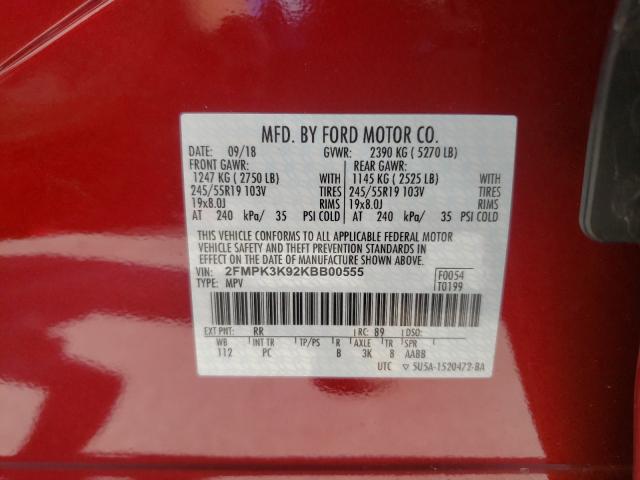 MFD. BY FORD MOTOR CO.
DATE: 09/18 GVWR: 2390 KG ( 5270 LB)
FRONT GAWR: REAR GAWR:
1247 KG ( 2750 LB) WITH 1145 KG ( 2525 LB) WITH
245/55R19 103V TIRES 245/55R19 103V TIRES
19x8.0J RIMS 19x8.0J RIMS
AT 240 kPa/ 35 PSI COLD AT 240 kPa/ 35 PSI COLD
THIS VEHICLE CONFORMS TO ALL APPLICABLE FEDERAL MOTOR
VEHICLE SAFETY AND THEFT PREVENTION STANDARDS IN
EFFECT ON THE DATE OF MANUFACTURE SHOWN ABOVE.
VIN: 2FMPK3K92KBB00555 F0054
TYPE: MPV T0199
EXT PNT: RR RC: 89 DSO:
WB INT TR TP/PS R AXLE TR SPR
112 PC B 3K 8 AABB
UTC ▽ 5U5A-1520472-BA